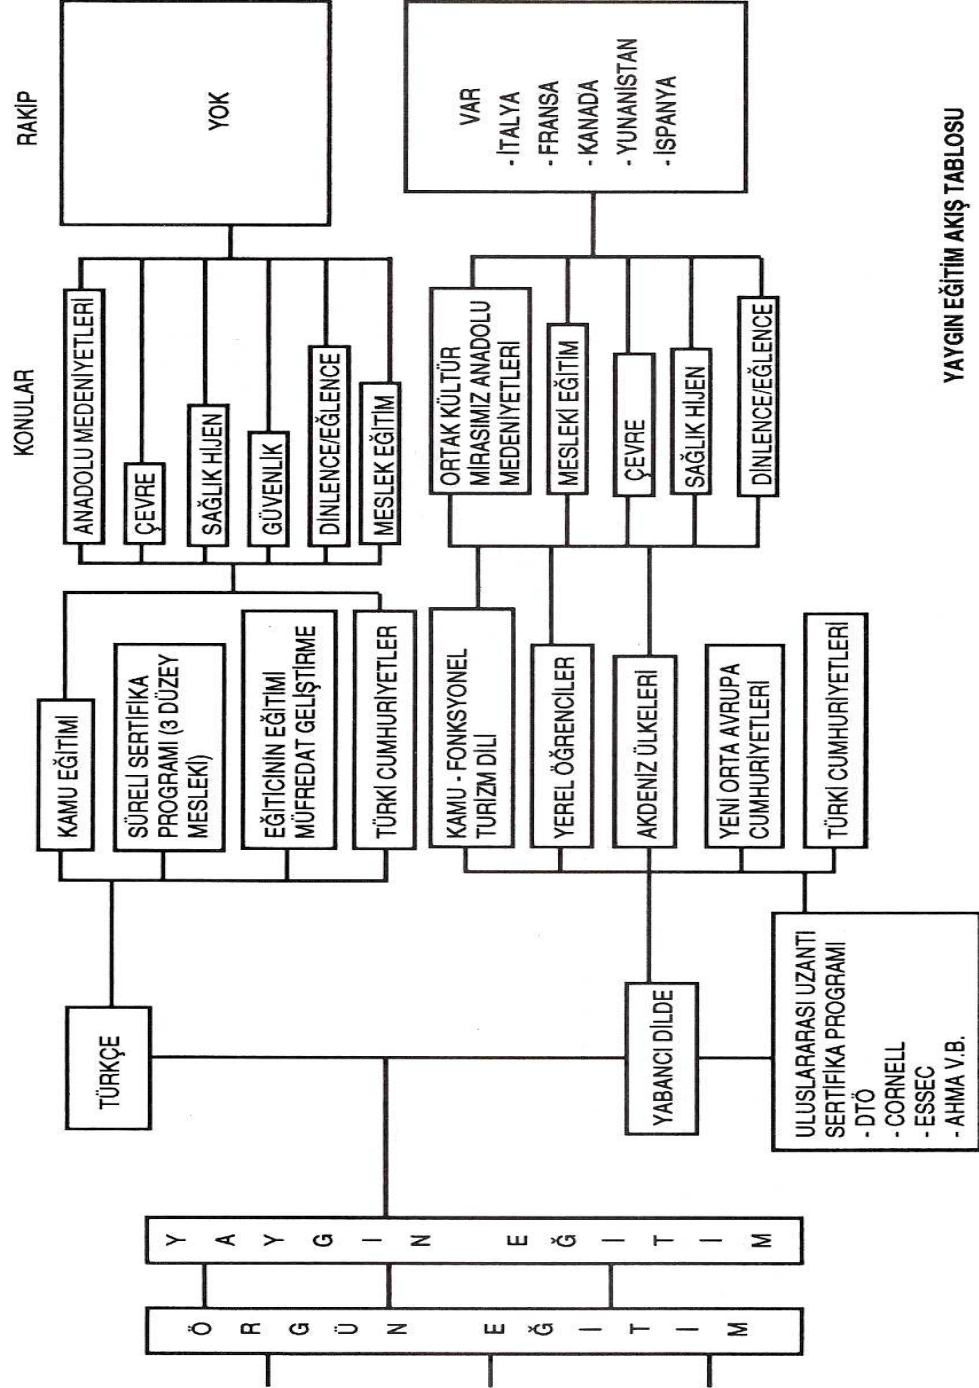 ÖRGÜN EĞITIM
YAYGIN EĞITIM
TÜRKÇE
YABANCI DİLDE
ULUSLARARASI UZANTI
SERTİFİKA PROGRAMI
- DTÖ
- CORNELL
- ESSEC
- AHMA V.B.
KAMU EĞİTİMİ
SÜRELİ SERTİFİKA
PROGRAMI (3 DÜZEY
MESLEKİ)
EĞİTİCİNİN EĞİTİMİ
MÜFREDAT GELİŞTİRME
TÜRKİ CUMHURİYETLER
KAMU - FONKSYONEL
TURİZM DİLİ
YEREL ÖĞRENCİLER
AKDENİZ ÜLKELERİ
YENİ ORTA AVRUPA
CUMHURİYETLERİ
TÜRKİ CUMHURİYETLERİ
KONULAR
ANADOLU MEDENİYETLERİ
ÇEVRE
SAĞLIK HİJEN
GÜVENLİK
DİNLENCE/EĞLENCE
MESLEK EĞİTİM
ORTAK KÜLTÜR
MİRASIMIZ ANADOLU
MEDENİYETLERİ
MESLEKİ EĞİTİM
ÇEVRE
SAĞLIK HİJEN
DİNLENCE/EĞLENCE
RAKİP
YOK
VAR
- İTALYA
- FRANSA
- KANADA
- YUNANİSTAN
- İSPANYA
YAYGIN EĞİTİM AKIŞ TABLOSU